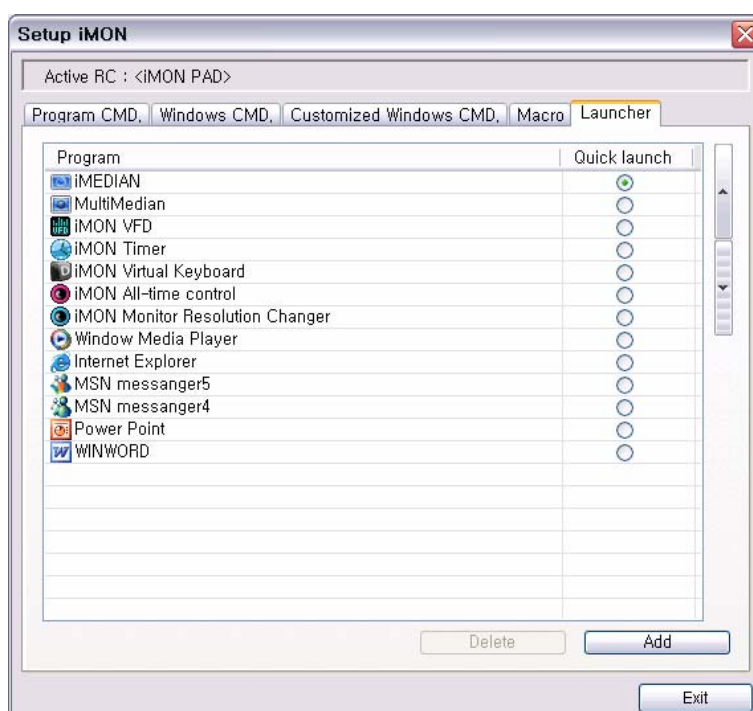 Setup iMON
Active RC : <iMON PAD>
Program CMD, Windows CMD, Customized Windows CMD, Macro Launcher
Program Quick launch
iMEDIAN
MultiMedian
iMON VFD
iMON Timer
iMON Virtual Keyboard
iMON All-time control
iMON Monitor Resolution Changer
Window Media Player
Internet Explorer
MSN messanger5
MSN messanger4
Power Point
WINWORD
Delete Add
Exit